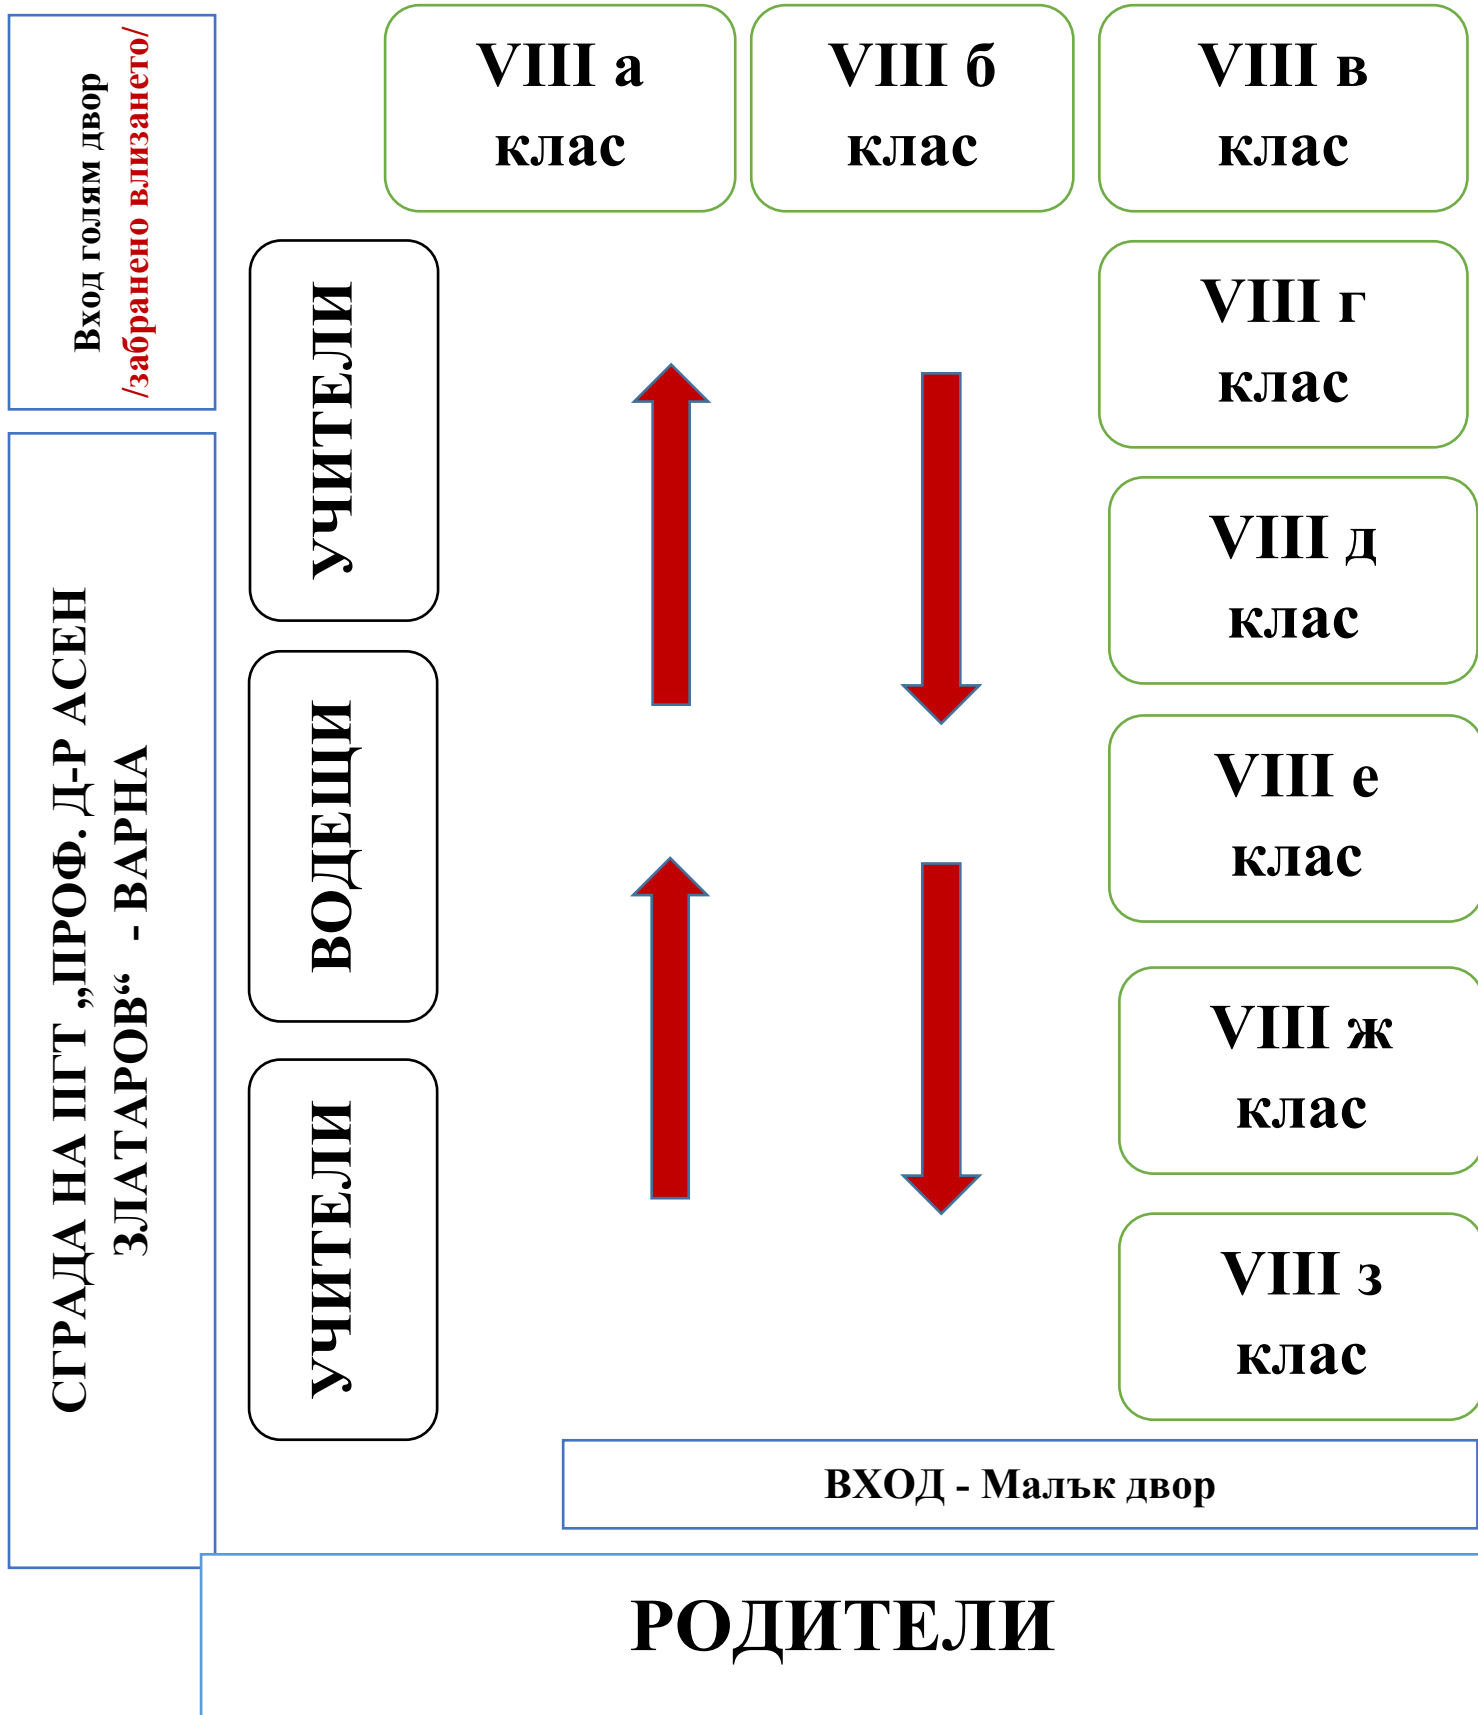 Вход голям двор
/забранено влизането/
VIII а
клас
VIII б
клас
VIII в
клас
УЧИТЕЛИ
VIII г
клас
VIII д
клас
СГРАДА НА ПГТ „ПРОФ. Д-Р АСЕН
ЗЛАТАРОВ“ - ВАРНА
ВОДЕЩИ
VIII е
клас
VIII ж
клас
УЧИТЕЛИ
VIII з
клас
ВХОД - Малък двор
РОДИТЕЛИ